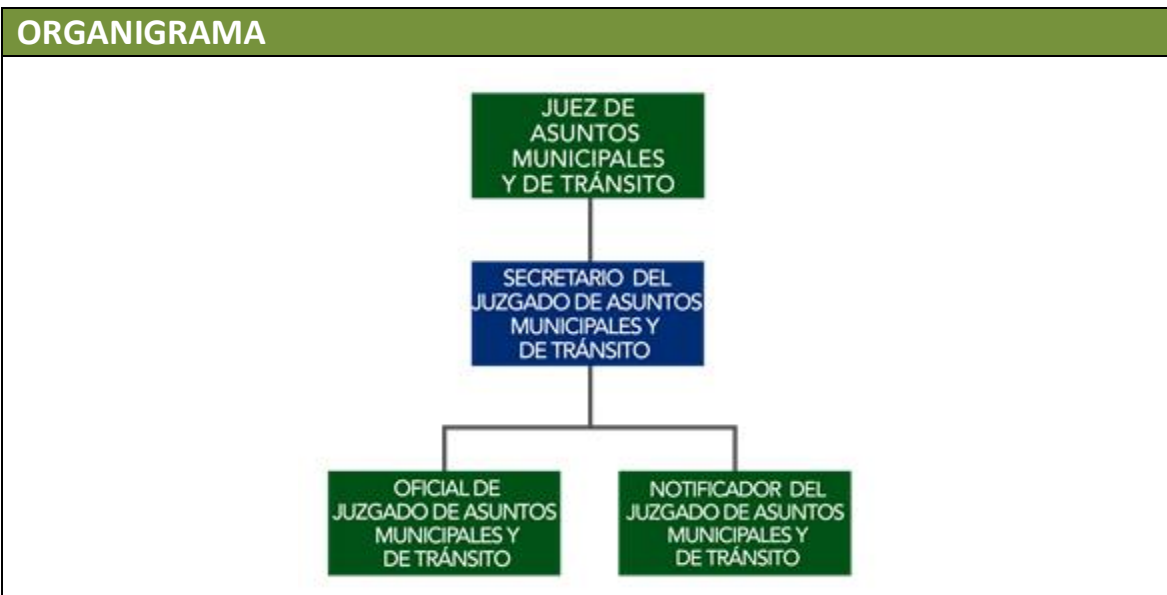 ORGANIGRAMA
JUEZ DE
ASUNTOS
MUNICIPALES
Y DE TRÁNSITO
SECRETARIO DEL
JUZGADO DE ASUNTOS
MUNICIPALES Y
DE TRÁNSITO
OFICIAL DE
JUZGADO DE ASUNTOS
MUNICIPALES Y
DE TRÁNSITO
NOTIFICADOR DEL
JUZGADO DE ASUNTOS
MUNICIPALES Y
DE TRÁNSITO